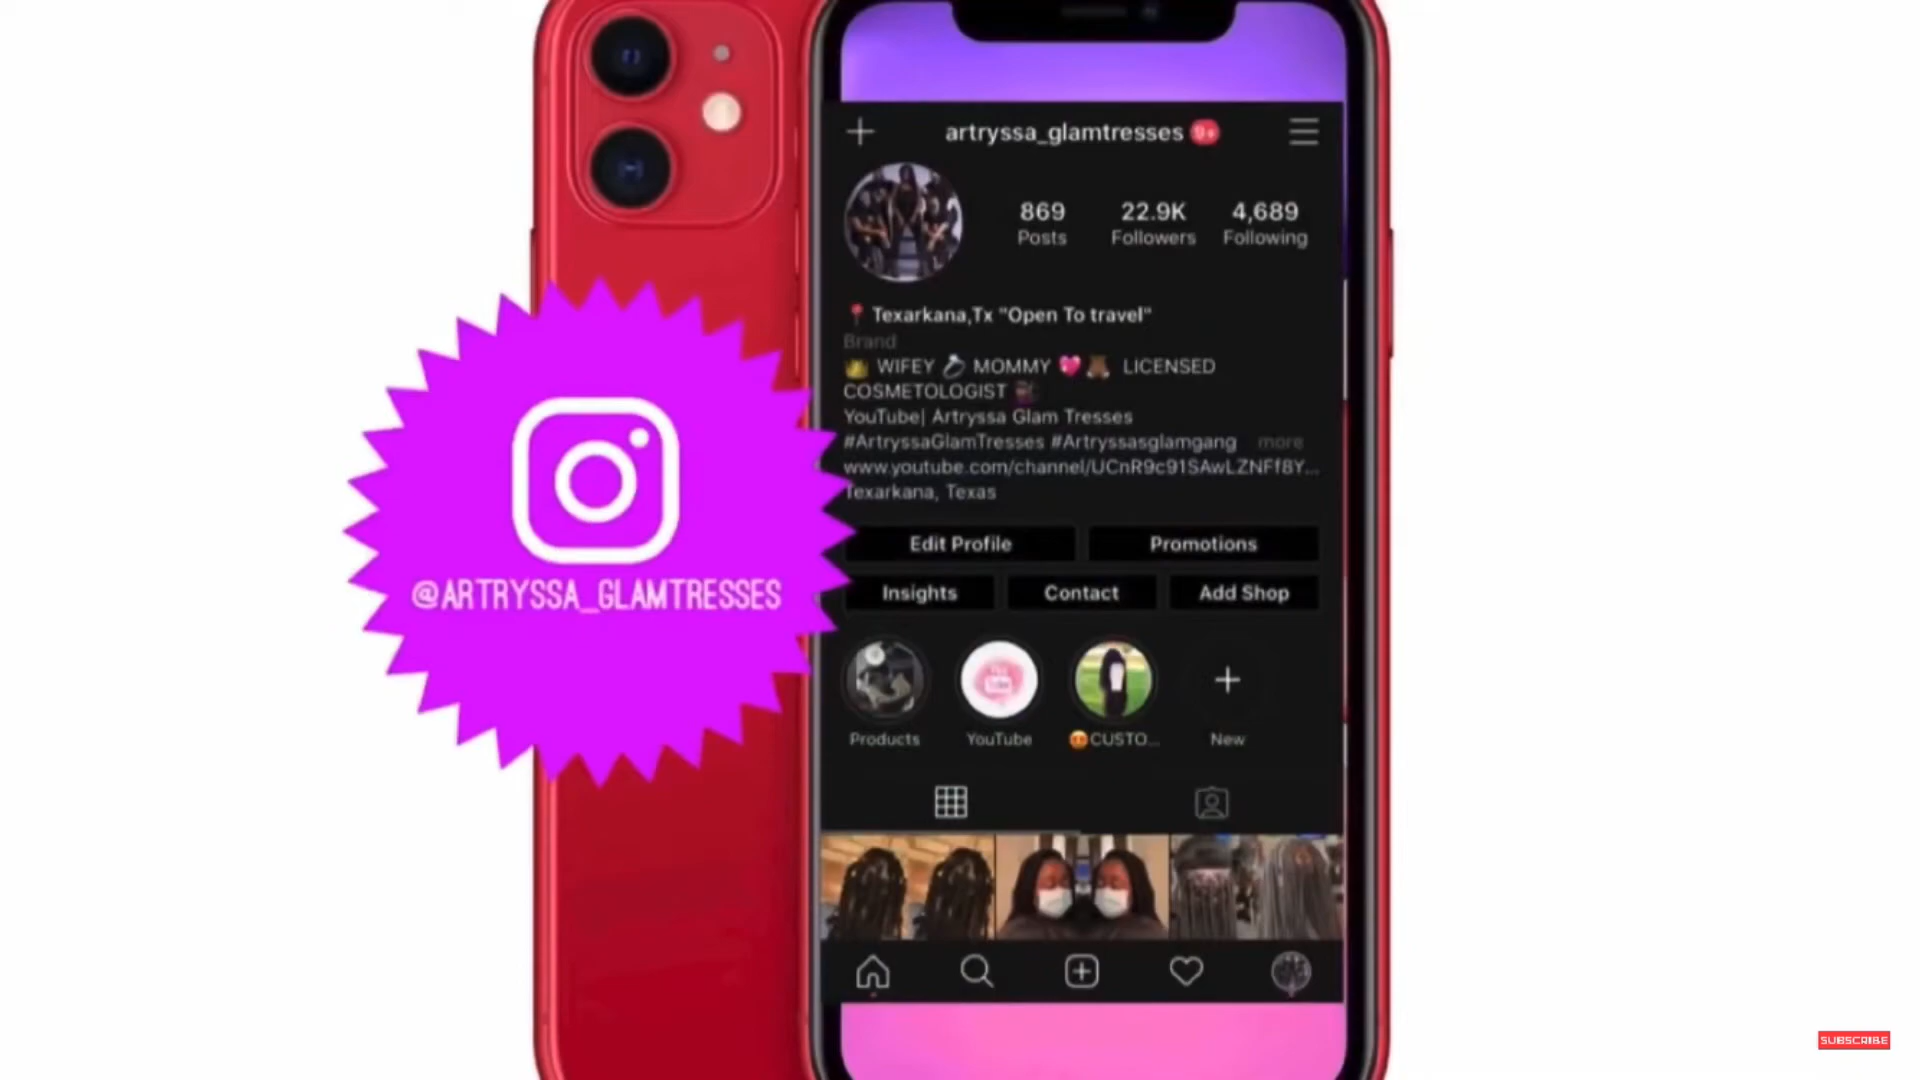 artryssa_glamtresses 9+
869 22.9K 4,689
Posts Followers Following
Texarkana,Tx "Open To travel"
Brand
WIFEY MOMMY LICENSED
COSMETOLOGIST
YouTube| Artryssa Glam Tresses
#ArtryssaGlamTresses #Artryssasglamgang more
www.youtube.com/channel/UCnR9c91SAwLZNFf8Y...
Texarkana, Texas
Edit Profile Promotions
Insights Contact Add Shop
Products YouTube CUSTO... New
@ARTRYSSA_GLAMTRESSES
SUBSCRIBE